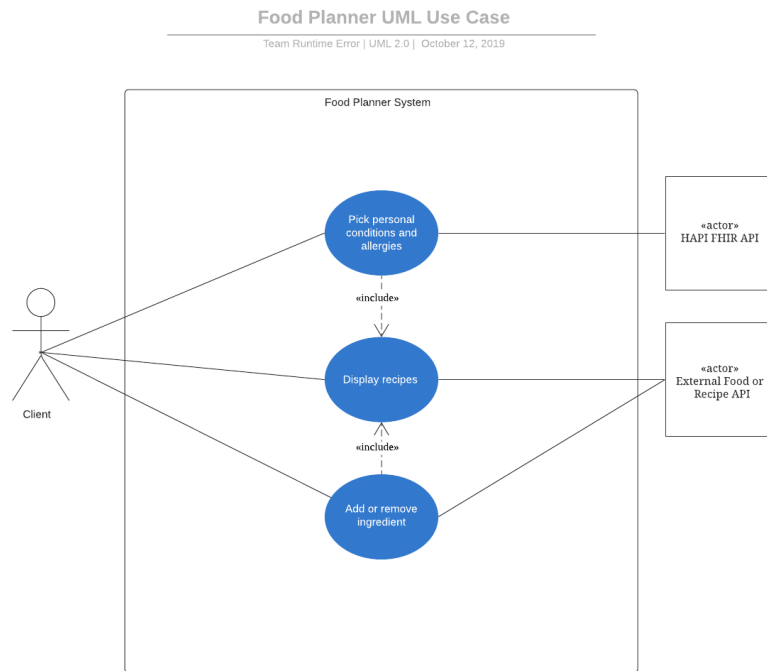 Food Planner UML Use Case
Team Runtime Error | UML 2.0 | October 12, 2019
Food Planner System
Pick personal
conditions and
allergies
«actor»
HAPI FHIR API
«include»
Display recipes
«actor»
External Food or
Recipe API
Client
«include»
Add or remove
ingredient